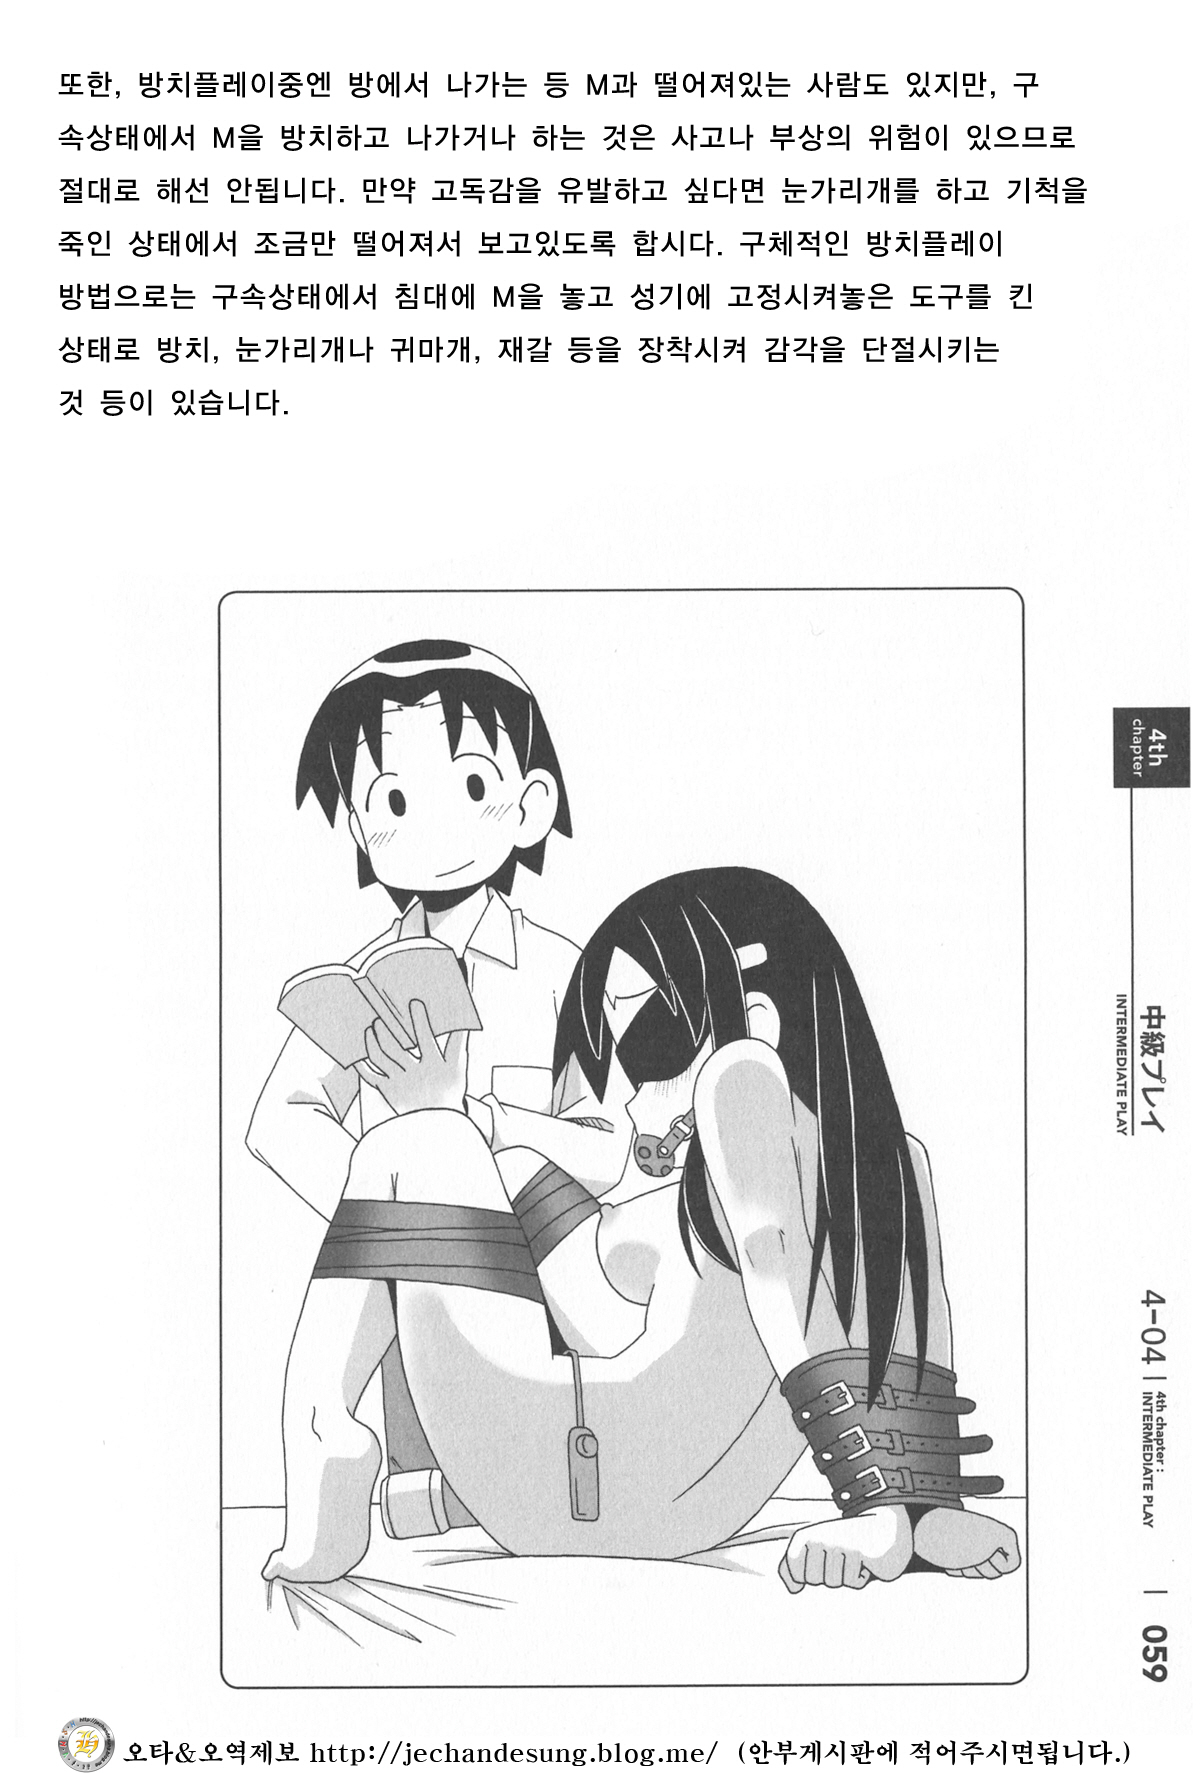 또한, 방치플레이중엔 방에서 나가는 등 M과 떨어져있는 사람도 있지만, 구
속상태에서 M을 방치하고 나가거나 하는 것은 사고나 부상의 위험이 있으므로
절대로 해선 안됩니다. 만약 고독감을 유발하고 싶다면 눈가리개를 하고 기척을
죽인 상태에서 조금만 떨어져서 보고있도록 합시다. 구체적인 방치플레이
방법으로는 구속상태에서 침대에 M을 놓고 성기에 고정시켜놓은 도구를 킨
상태로 방치, 눈가리개나 귀마개, 재갈 등을 장착시켜 감각을 단절시키는
것 등이 있습니다.
4th
chapter
中級プレイ
INTERMEDIATE PLAY
4-04
4th chapter :
INTERMEDIATE PLAY
059
오타&오역제보 http://jechandesung.blog.me/ (안부게시판에 적어주시면됩니다.)